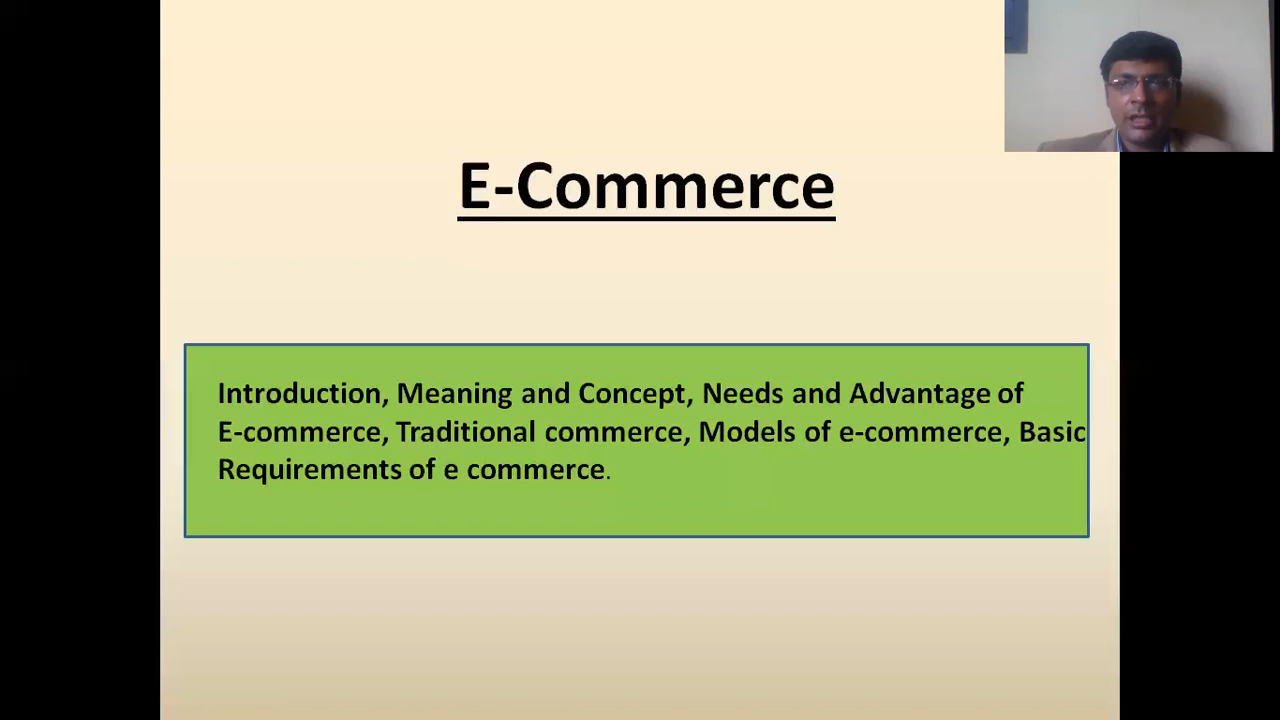 E-Commerce
Introduction, Meaning and Concept, Needs and Advantage of
E-commerce, Traditional commerce, Models of e-commerce, Basic
Requirements of e commerce.